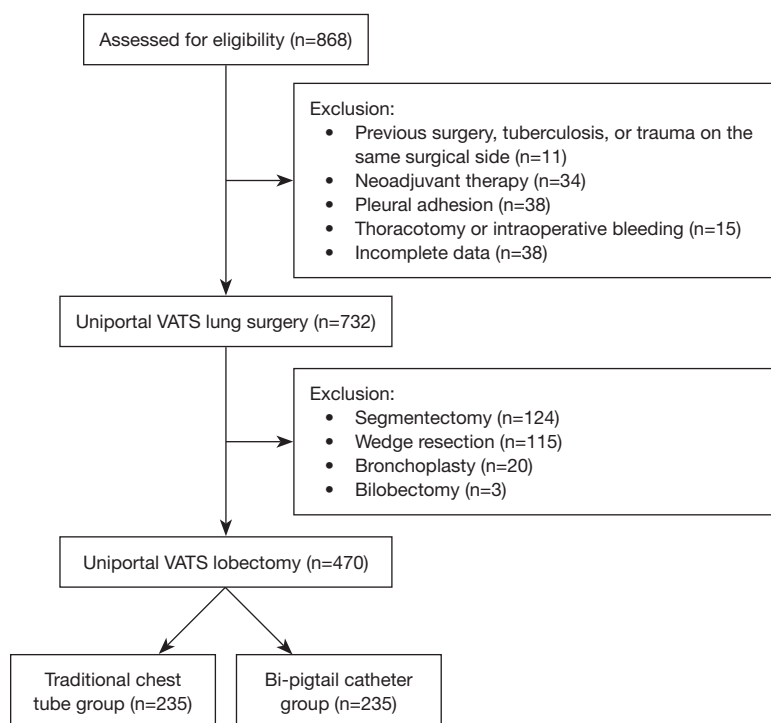 Assessed for eligibility (n=868)
Exclusion:
• Previous surgery, tuberculosis, or trauma on the
same surgical side (n=11)
• Neoadjuvant therapy (n=34)
• Pleural adhesion (n=38)
• Thoracotomy or intraoperative bleeding (n=15)
• Incomplete data (n=38)
Uniportal VATS lung surgery (n=732)
Exclusion:
• Segmentectomy (n=124)
• Wedge resection (n=115)
• Bronchoplasty (n=20)
• Bilobectomy (n=3)
Uniportal VATS lobectomy (n=470)
Traditional chest
tube group (n=235)
Bi-pigtail catheter
group (n=235)